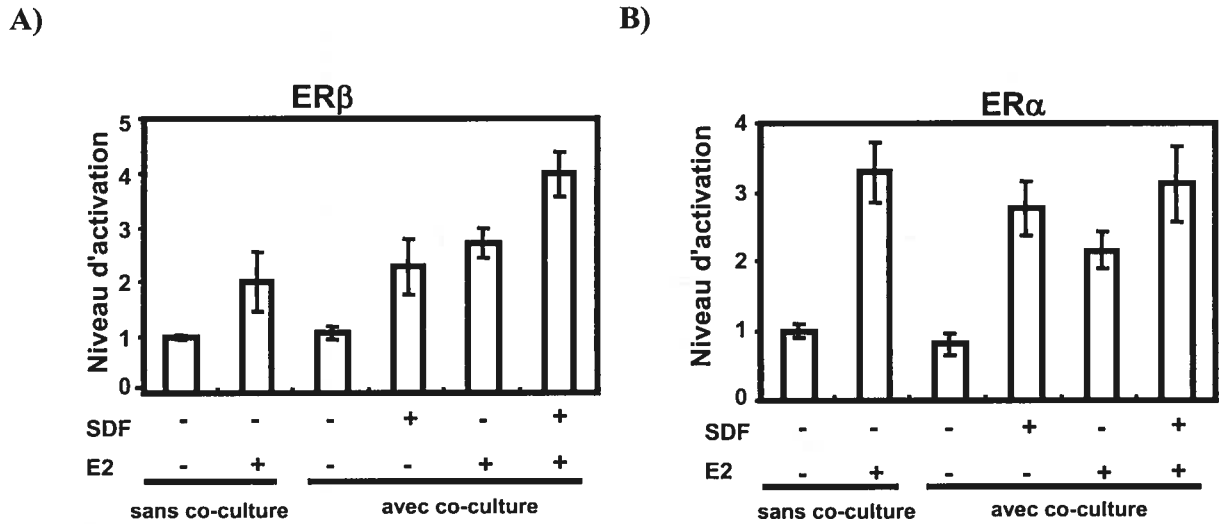 A)
ERβ
Niveau d'activation
5
4
3
2
1
0
SDF - - - + - +
E2 - + - - + +
sans co-culture avec co-culture
B)
ERα
Niveau d'activation
4
3
2
1
0
SDF - - - + - +
E2 - + - - + +
sans co-culture avec co-culture